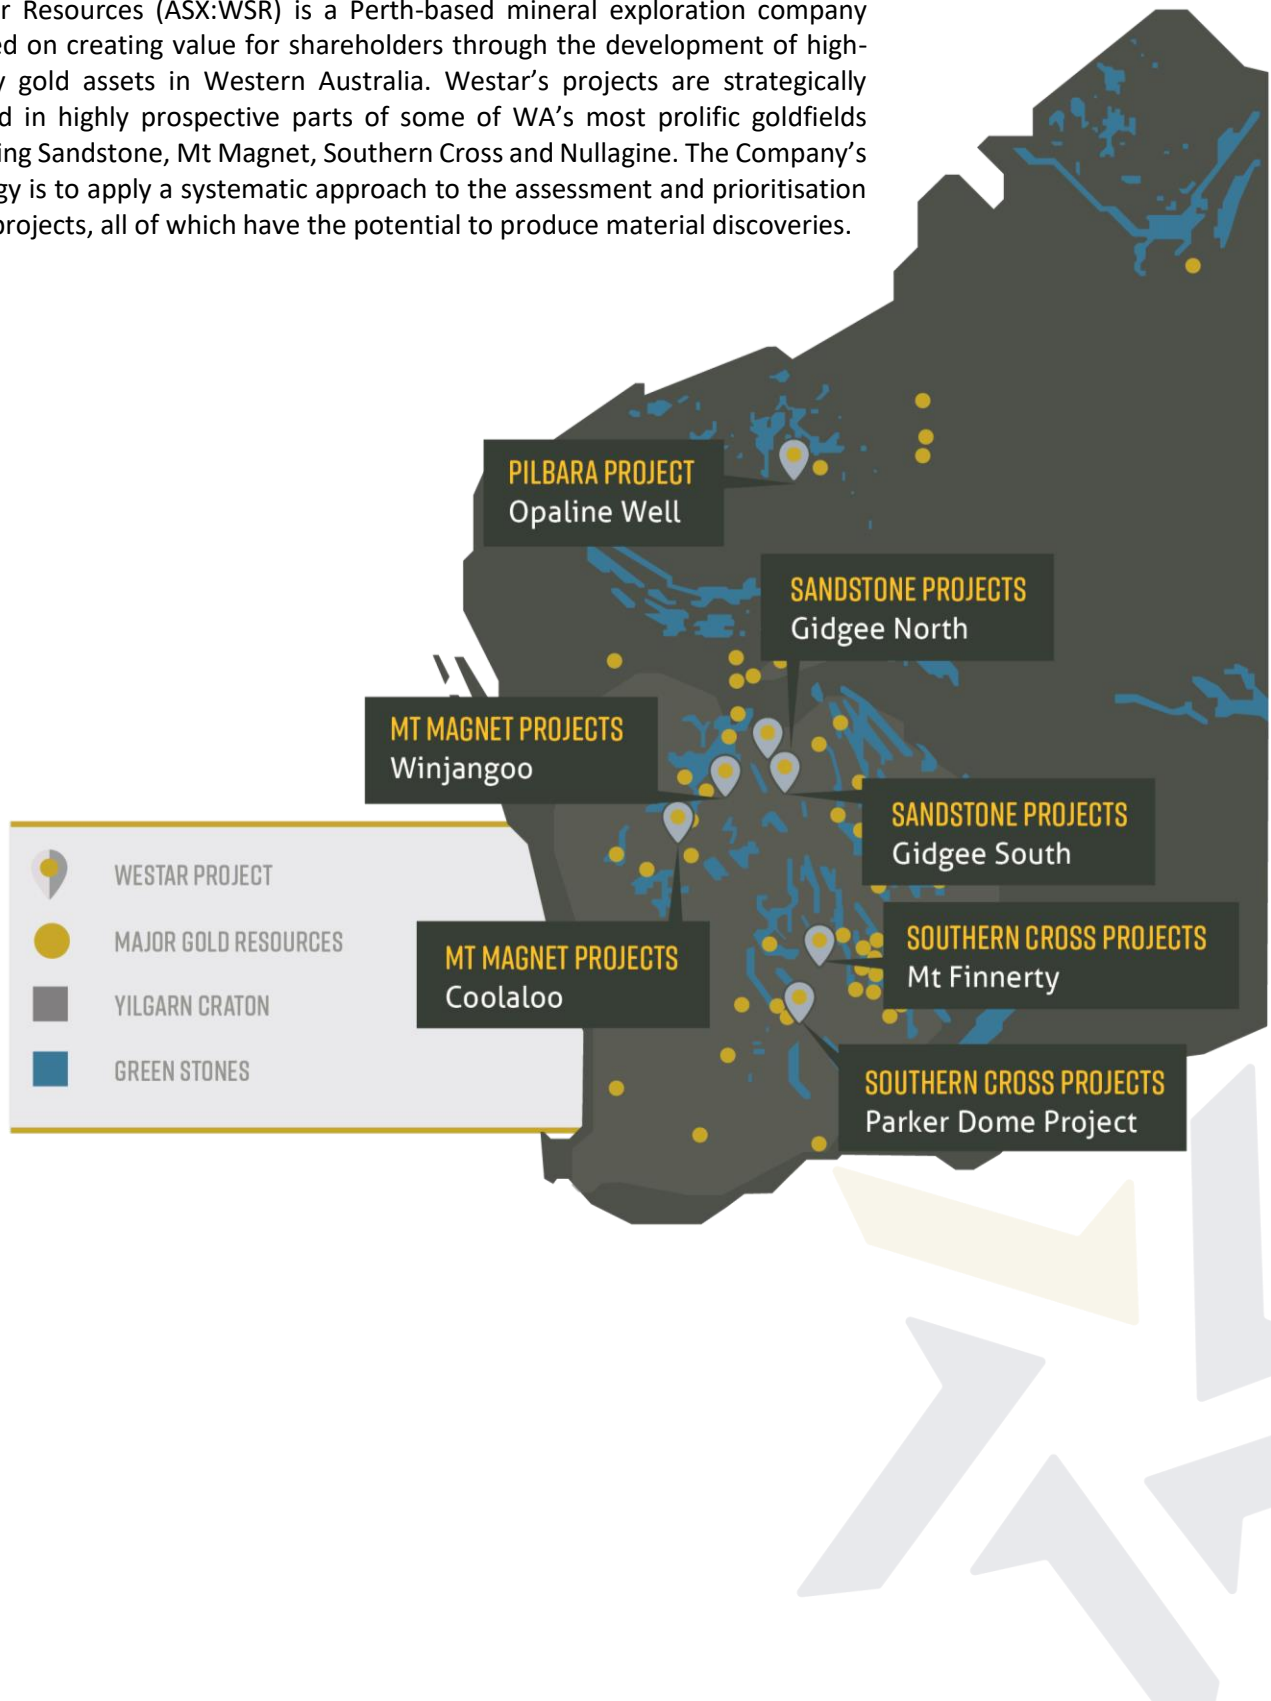 r Resources (ASX:WSR) is a Perth-based mineral exploration company
ed on creating value for shareholders through the development of high-
y gold assets in Western Australia. Westar’s projects are strategically
d in highly prospective parts of some of WA’s most prolific goldfields
ing Sandstone, Mt Magnet, Southern Cross and Nullagine. The Company’s
gy is to apply a systematic approach to the assessment and prioritisation
projects, all of which have the potential to produce material discoveries.
PILBARA PROJECT
Opaline Well
SANDSTONE PROJECTS
Gidgee North
MT MAGNET PROJECTS
Winjangoo
SANDSTONE PROJECTS
Gidgee South
WESTAR PROJECT
MAJOR GOLD RESOURCES
YILGARN CRATON
GREEN STONES
MT MAGNET PROJECTS
Coolaloo
SOUTHERN CROSS PROJECTS
Mt Finnerty
SOUTHERN CROSS PROJECTS
Parker Dome Project